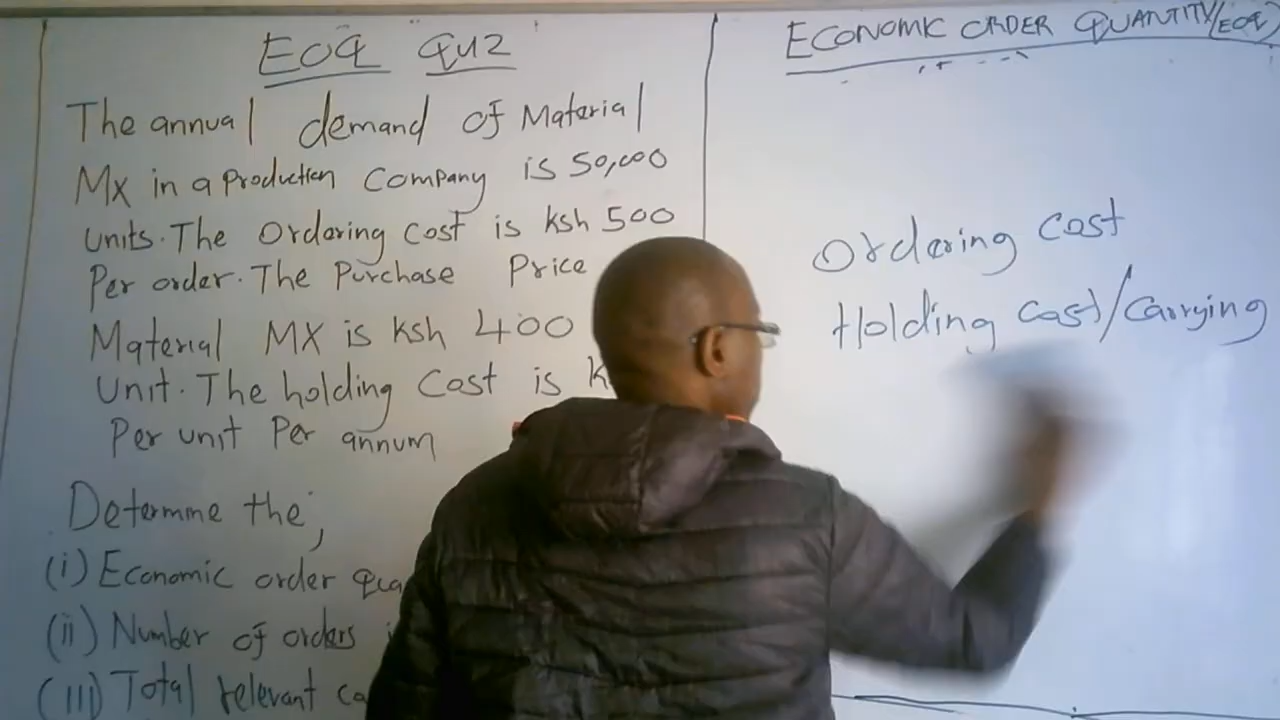 EOQ QU2
The annual demand of Material
MX in a Production Company is 50,000
units. The Ordering cost is ksh 500
Per order. The Purchase Price
Material MX is ksh 400
Unit. The holding Cost is
Per unit Per annum
Determine the;
(i) Economic order
(ii) Number of orders
(iii) Total relevant
ECONOMIC ORDER QUANTITY/(EOQ)
Ordering cost
Holding cost/Carrying